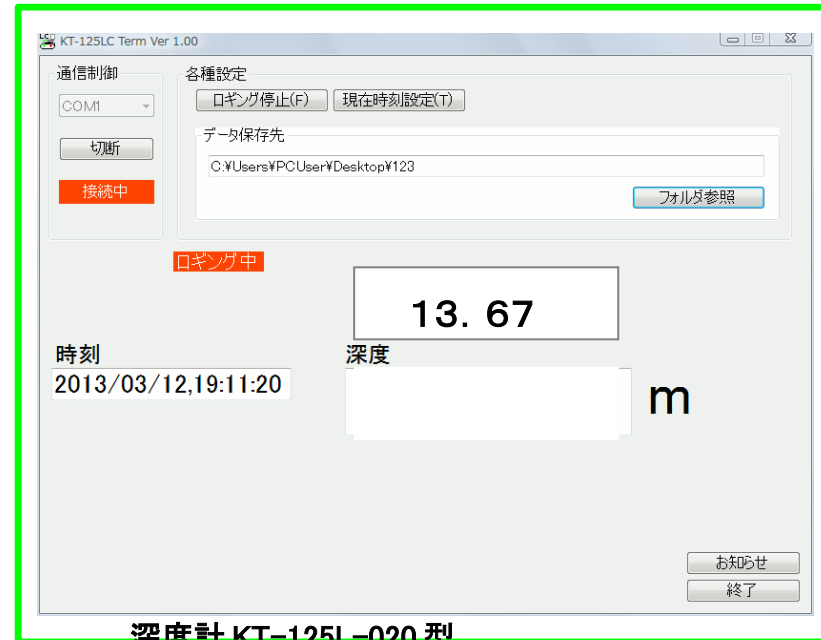 KT-125LC Term Ver 1.00
通信制御
COM1
切断
接続中
各種設定
ロギング停止(F) 現在時刻設定(T)
データ保存先
C:¥Users¥PCUser¥Desktop¥123
フォルダ参照
ロギング中
13. 67
時刻
2013/03/12,19:11:20
深度
m
お知らせ
終了
深度計 KT-125L-020 型